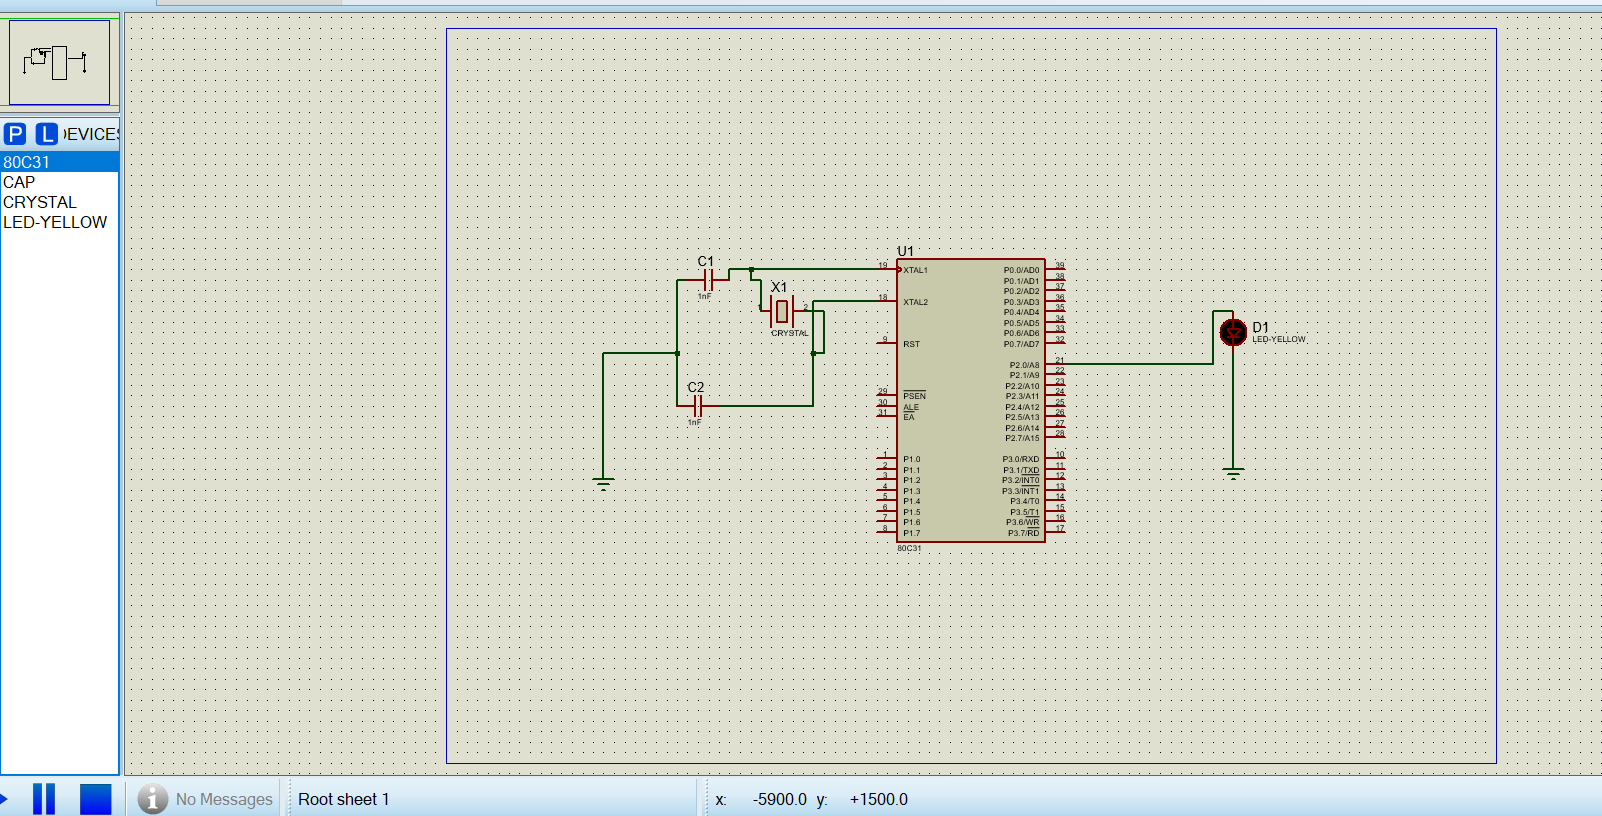 P L DEVICES
80C31
CAP
CRYSTAL
LED-YELLOW
C1
1nF
X1
1
2
CRYSTAL
C2
1nF
U1
19 XTAL1
18 XTAL2
9 RST
29 PSEN
30 ALE
31 EA
1 P1.0
2 P1.1
3 P1.2
4 P1.3
5 P1.4
6 P1.5
7 P1.6
8 P1.7
P0.0/AD0 39
P0.1/AD1 38
P0.2/AD2 37
P0.3/AD3 36
P0.4/AD4 35
P0.5/AD5 34
P0.6/AD6 33
P0.7/AD7 32
P2.0/A8 21
P2.1/A9 22
P2.2/A10 23
P2.3/A11 24
P2.4/A12 25
P2.5/A13 26
P2.6/A14 27
P2.7/A15 28
P3.0/RXD 10
P3.1/TXD 11
P3.2/INT0 12
P3.3/INT1 13
P3.4/T0 14
P3.5/T1 15
P3.6/WR 16
P3.7/RD 17
80C31
D1
LED-YELLOW
No Messages
Root sheet 1
x: -5900.0 y: +1500.0